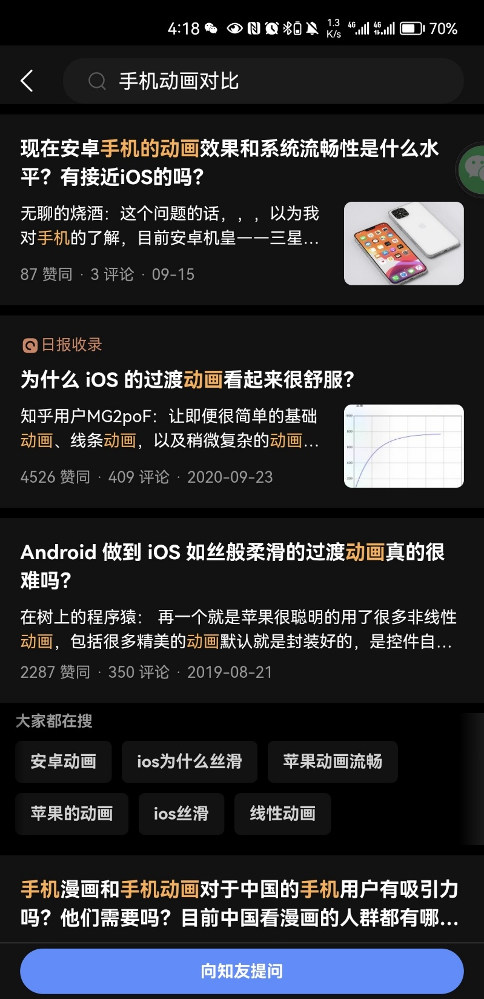 4:18
1.3
K/s
4G
4G
70%
手机动画对比
现在安卓手机的动画效果和系统流畅性是什么水
平？有接近iOS的吗？
无聊的烧酒：这个问题的话，，，以为我
对手机的了解，目前安卓机皇——三星...
87 赞同 · 3 评论 · 09-15
日报收录
为什么 iOS 的过渡动画看起来很舒服？
知乎用户MG2poF：让即便很简单的基础
动画、线条动画，以及稍微复杂的动画...
4526 赞同 · 409 评论 · 2020-09-23
1000
800
600
400
200
Android 做到 iOS 如丝般柔滑的过渡动画真的很
难吗？
在树上的程序猿： 再一个就是苹果很聪明的用了很多非线性
动画，包括很多精美的动画默认就是封装好的，是控件自...
2287 赞同 · 350 评论 · 2019-08-21
大家都在搜
安卓动画
ios为什么丝滑
苹果动画流畅
苹果的动画
ios丝滑
线性动画
手机漫画和手机动画对于中国的手机用户有吸引力
吗？他们需要吗？目前中国看漫画的人群都有哪...
向知友提问